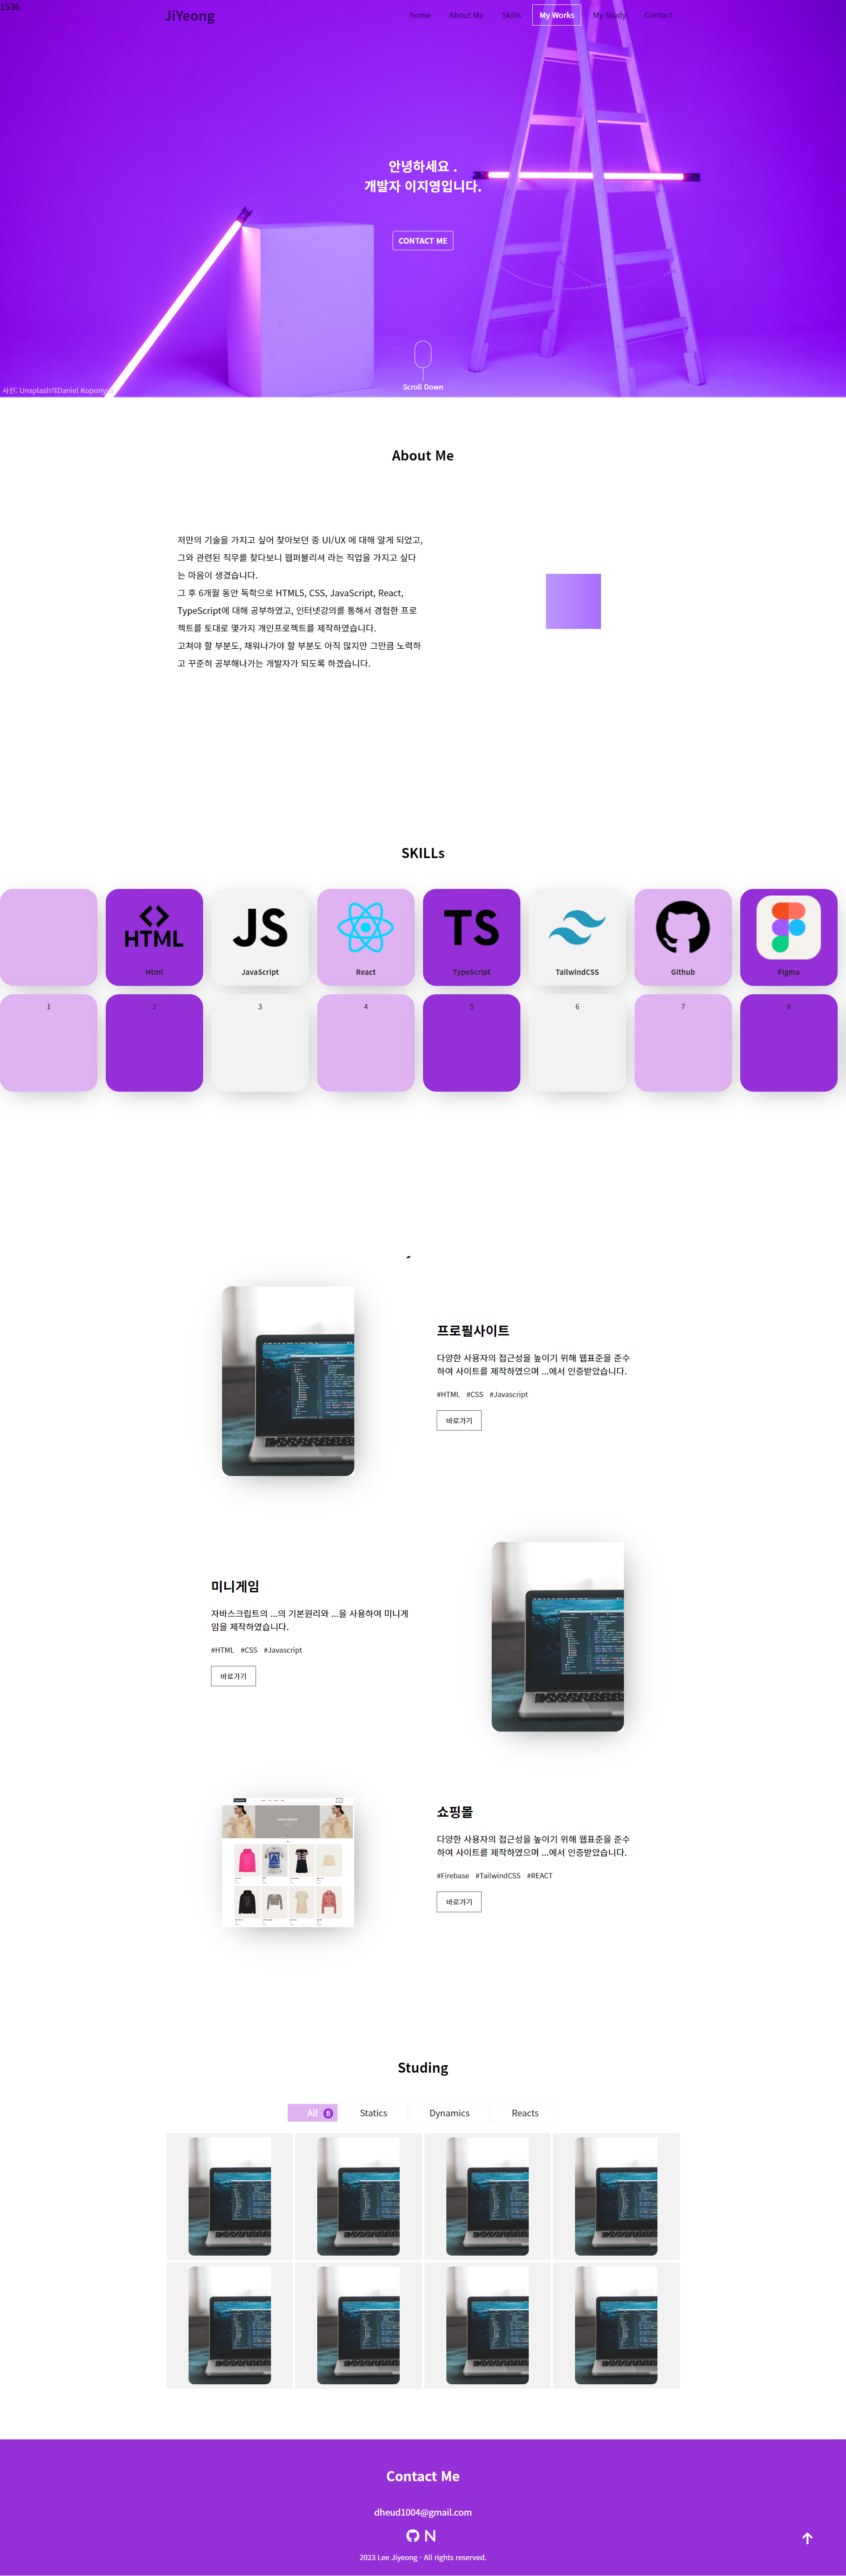 1536
JiYeong
home
About Me
Skills
My Works
My Study
Contact
안녕하세요 .
개발자 이지영입니다.
CONTACT ME
Scroll Down
사진: Unsplash의Daniel Kopony
About Me
저만의 기술을 가지고 싶어 찾아보던 중 UI/UX 에 대해 알게 되었고,
그와 관련된 직무를 찾다보니 웹퍼블리셔 라는 직업을 가지고 싶다
는 마음이 생겼습니다.
그 후 6개월 동안 독학으로 HTML5, CSS, JavaScript, React,
TypeScript에 대해 공부하였고, 인터넷강의를 통해서 경험한 프로
젝트를 토대로 몇가지 개인프로젝트를 제작하였습니다.
고쳐야 할 부분도, 채워나가야 할 부분도 아직 많지만 그만큼 노력하
고 꾸준히 공부해나가는 개발자가 되도록 하겠습니다.
SKILLs
HTML
JS
TS
Html
JavaScript
React
TypeScript
TailwindCSS
Github
Figma
1
2
3
4
5
6
7
8
프로필사이트
다양한 사용자의 접근성을 높이기 위해 웹표준을 준수
하여 사이트를 제작하였으며 ...에서 인증받았습니다.
#HTML #CSS #Javascript
바로가기
미니게임
자바스크립트의 ...의 기본원리와 ...을 사용하여 미니게
임을 제작하였습니다.
#HTML #CSS #Javascript
바로가기
쇼핑몰
다양한 사용자의 접근성을 높이기 위해 웹표준을 준수
하여 사이트를 제작하였으며 ...에서 인증받았습니다.
#Firebase #TailwindCSS #REACT
바로가기
Studing
All 8
Statics
Dynamics
Reacts
Contact Me
dheud1004@gmail.com
N
2023 Lee Jiyeong · All rights reserved.